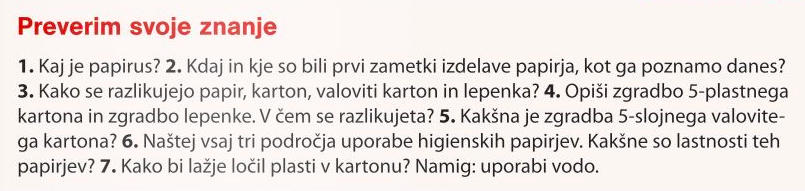 Preverim svoje znanje
1. Kaj je papirus? 2. Kdaj in kje so bili prvi zametki izdelave papirja, kot ga poznamo danes?
3. Kako se razlikujejo papir, karton, valoviti karton in lepenka? 4. Opiši zgradbo 5-plastnega
kartona in zgradbo lepenke. V čem se razlikujeta? 5. Kakšna je zgradba 5-slojnega valovite-
ga kartona? 6. Naštej vsaj tri področja uporabe higienskih papirjev. Kakšne so lastnosti teh
papirjev? 7. Kako bi lažje ločil plasti v kartonu? Namig: uporabi vodo.